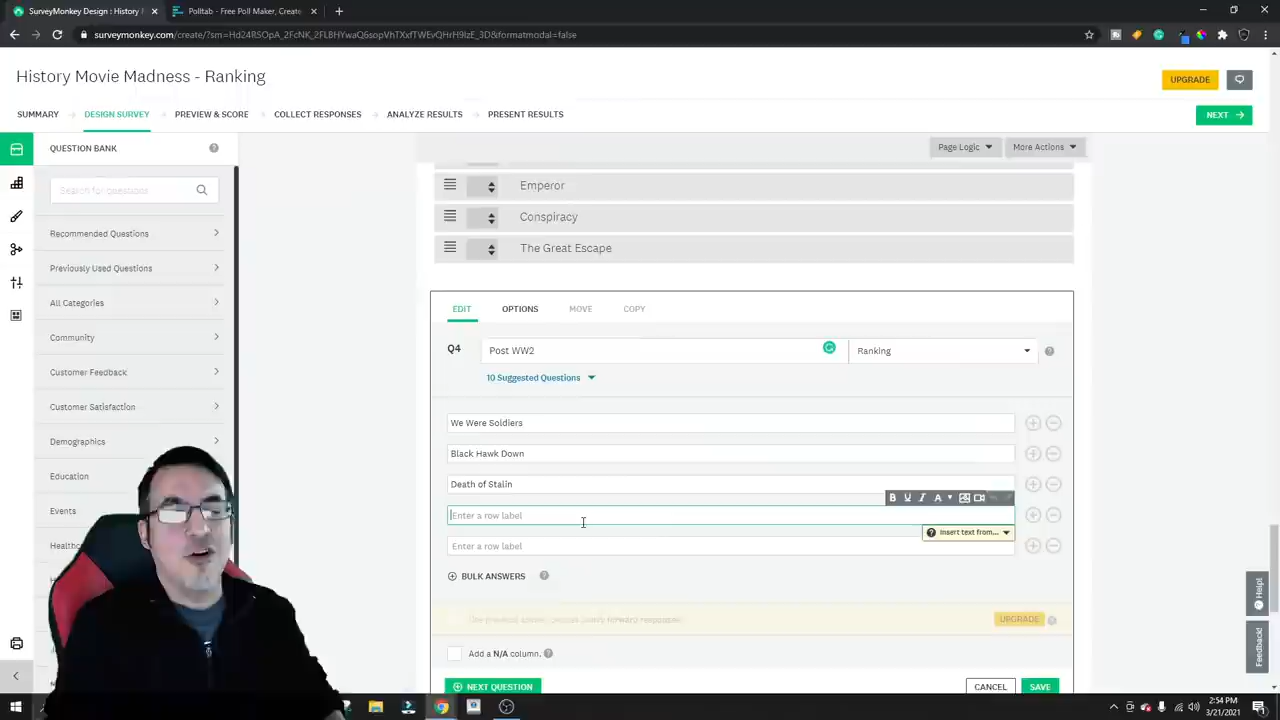 SurveyMonkey Design : History M
Politab - Free Poll Maker, Create
surveymonkey.com/create/?sm=Hd24RSOpA_2FcNK_2FLBHYwaQ6sopVhTXxfTWEvQHrH9lzE_3D&formatmodal=false
History Movie Madness - Ranking
UPGRADE
SUMMARY DESIGN SURVEY PREVIEW & SCORE COLLECT RESPONSES ANALYZE RESULTS PRESENT RESULTS
NEXT
QUESTION BANK
Page Logic More Actions
Search for questions
Emperor
Conspiracy
The Great Escape
Recommended Questions
Previously Used Questions
All Categories
Community
Customer Feedback
Customer Satisfaction
Demographics
Education
Events
EDIT OPTIONS MOVE COPY
Q4 Post WW2 Ranking
10 Suggested Questions
We Were Soldiers
Black Hawk Down
Death of Stalin
B U I A
Enter a row label
Insert text from...
Enter a row label
BULK ANSWERS
UPGRADE
Add a N/A column.
NEXT QUESTION CANCEL SAVE
Help!
Feedback!
2:54 PM
3/21/2021